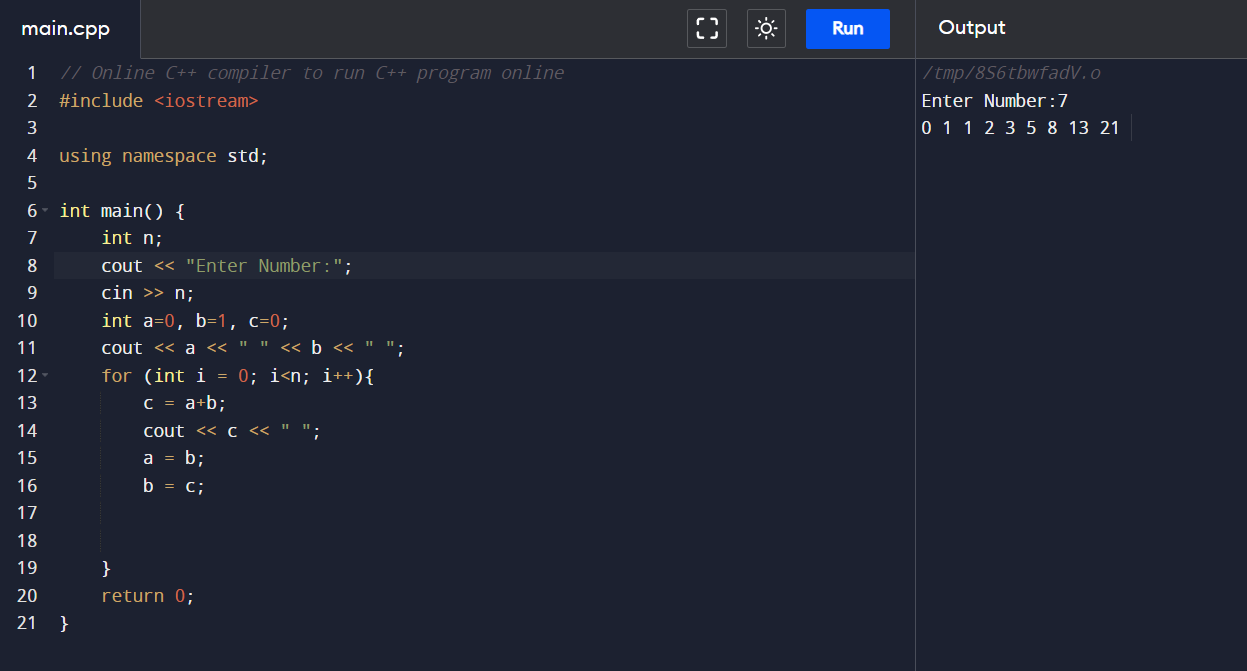 main.cpp
Run
Output
1 // Online C++ compiler to run C++ program online
2 #include <iostream>
3
4 using namespace std;
5
6 int main() {
7     int n;
8     cout << "Enter Number:";
9     cin >> n;
10     int a=0, b=1, c=0;
11     cout << a << " " << b << " ";
12     for (int i = 0; i<n; i++){
13         c = a+b;
14         cout << c << " ";
15         a = b;
16         b = c;
17
18
19     }
20     return 0;
21 }
/tmp/8S6tbwfadV.o
Enter Number:7
0 1 1 2 3 5 8 13 21